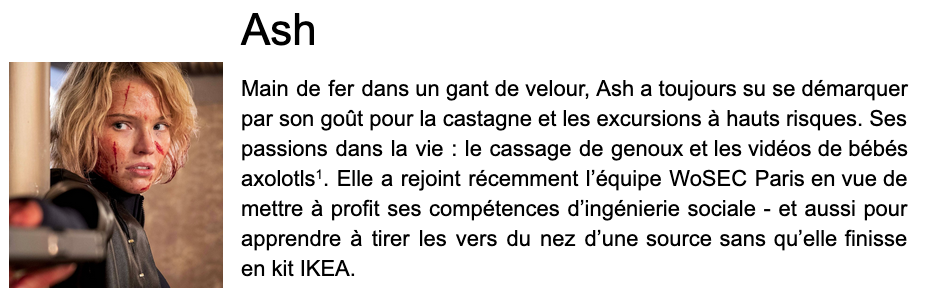 Ash
Main de fer dans un gant de velour, Ash a toujours su se démarquer
par son goût pour la castagne et les excursions à hauts risques. Ses
passions dans la vie : le cassage de genoux et les vidéos de bébés
axolotls¹. Elle a rejoint récemment l’équipe WoSEC Paris en vue de
mettre à profit ses compétences d’ingénierie sociale - et aussi pour
apprendre à tirer les vers du nez d’une source sans qu’elle finisse
en kit IKEA.